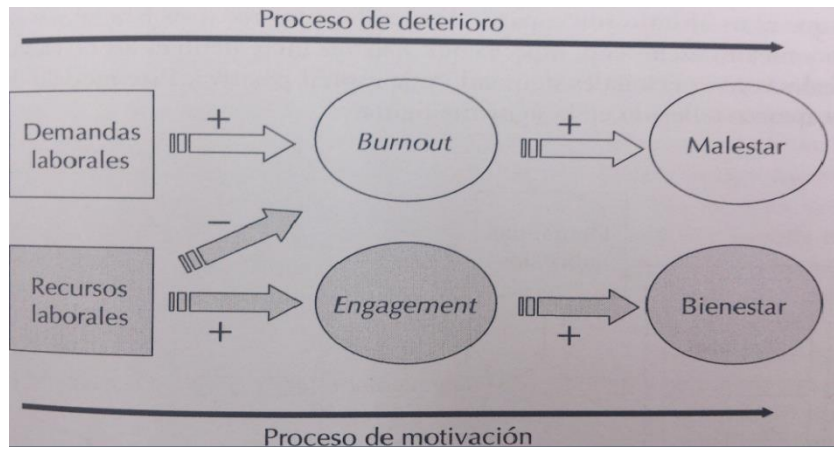 Proceso de deterioro
Demandas
laborales
+
Burnout
+
Malestar
−
Recursos
laborales
+
Engagement
+
Bienestar
Proceso de motivación